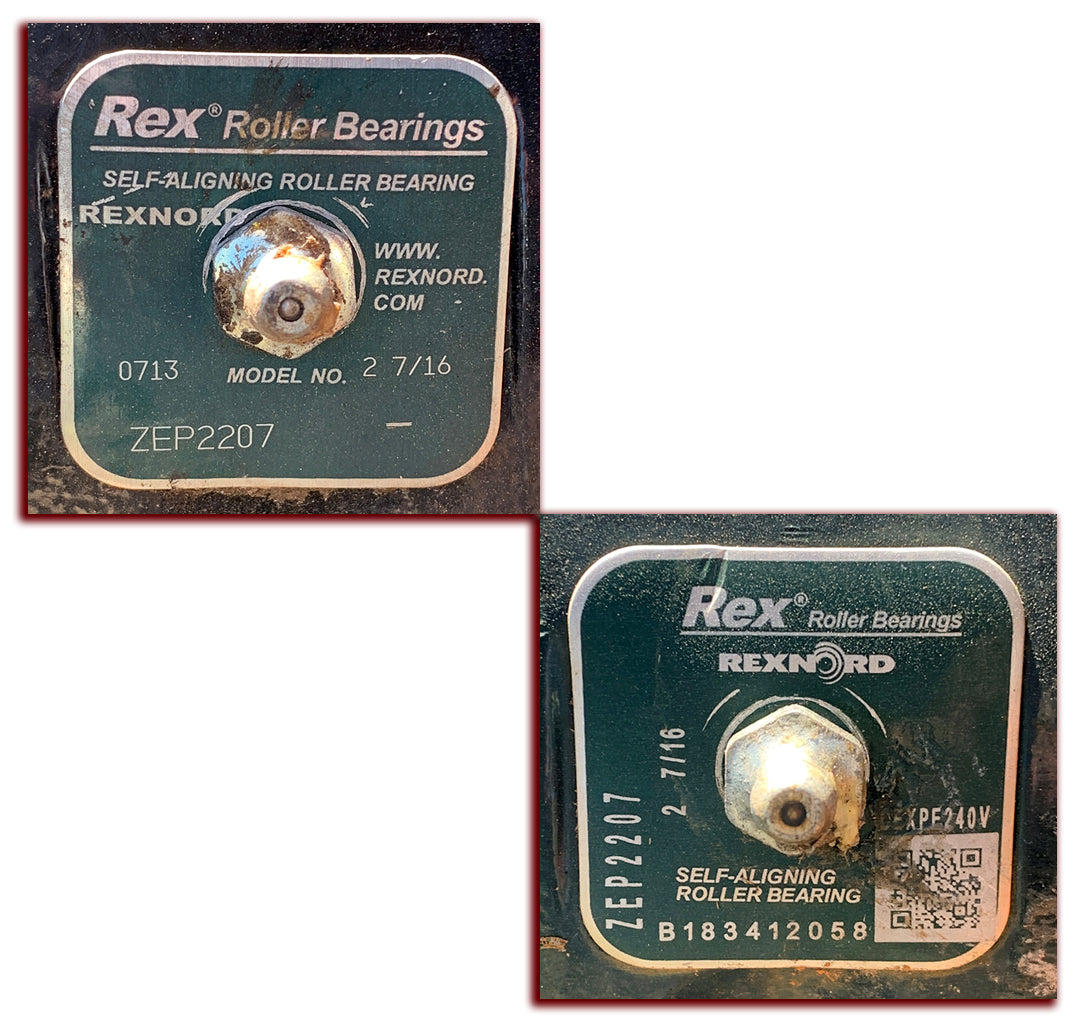 Rex® Roller Bearings
SELF-ALIGNING ROLLER BEARING
REXNORD
WWW.
REXNORD.
COM
0713 MODEL NO. 2 7/16
ZEP2207 –
Rex® Roller Bearings
REXNORD
2 7/16
ZEP2207
SELF-ALIGNING
ROLLER BEARING
B183412058